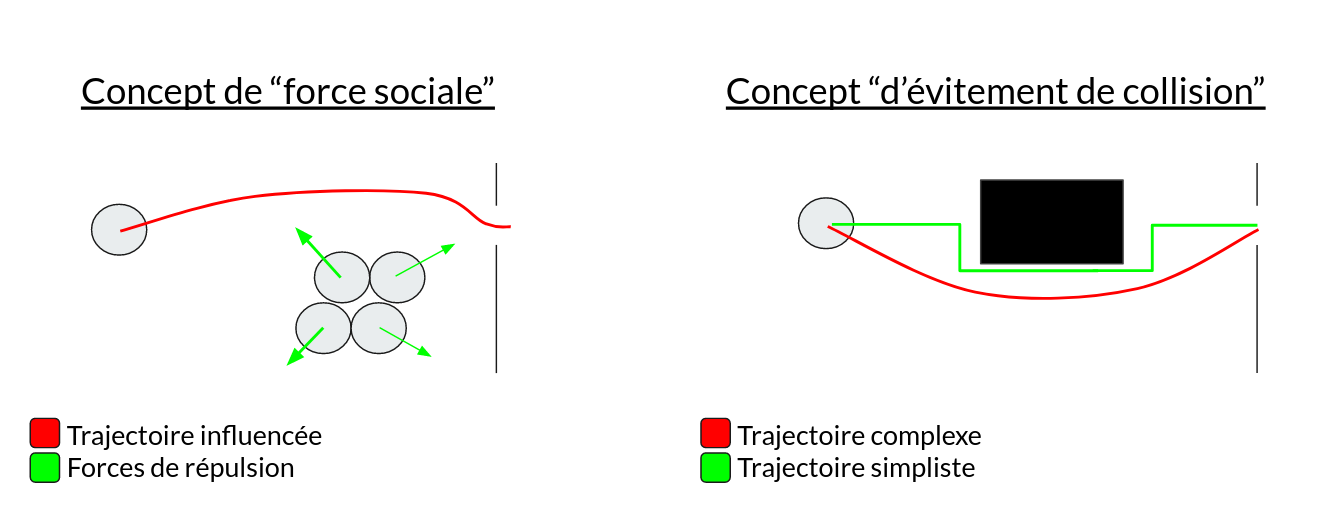 Concept de “force sociale”
Concept “d’évitement de collision”
Trajectoire influencée
Forces de répulsion
Trajectoire complexe
Trajectoire simpliste